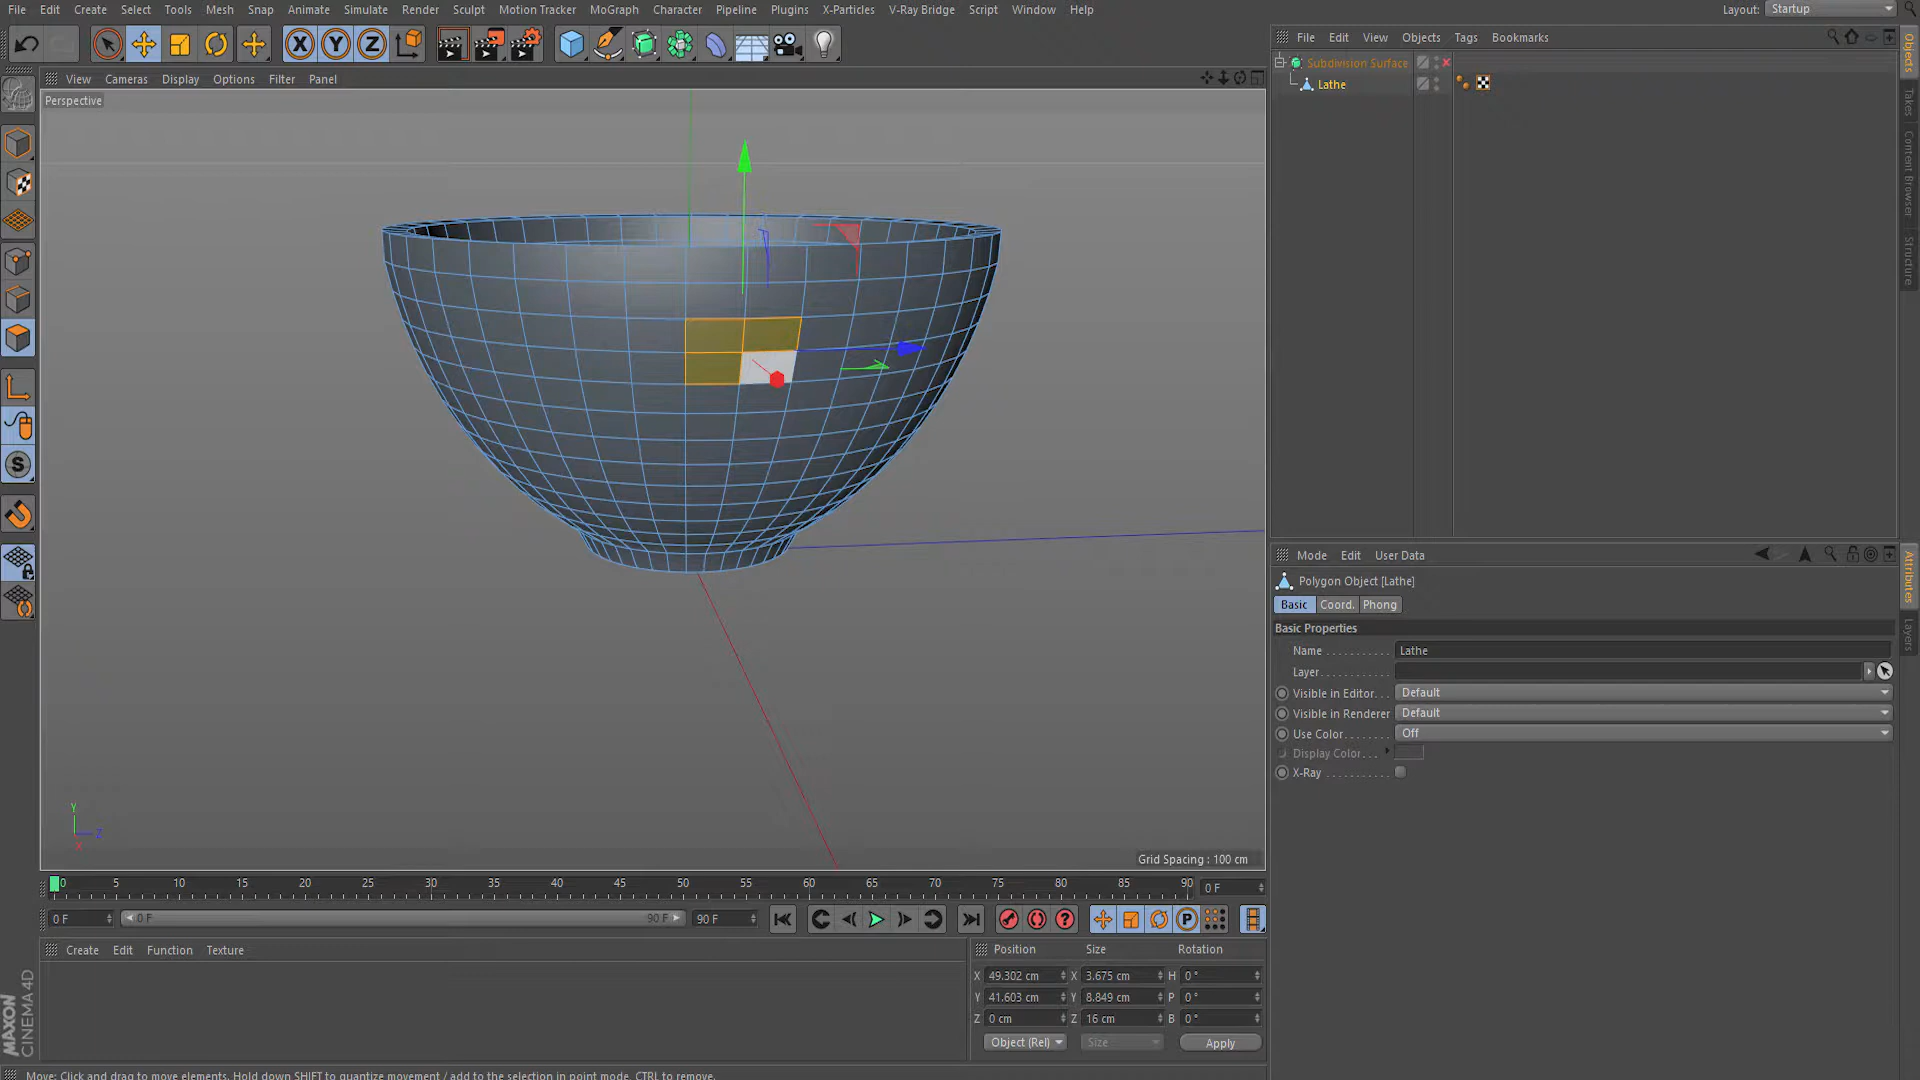 File Edit Create Select Tools Mesh Snap Animate Simulate Render Sculpt Motion Tracker MoGraph Character Pipeline Plugins X-Particles V-Ray Bridge Script Window Help Layout: Startup
X Y Z
File Edit View Objects Tags Bookmarks
Subdivision Surface
Lathe
View Cameras Display Options Filter Panel
Perspective
S
Objects
Takes
Content Browser
Structure
Mode Edit User Data
Polygon Object [Lathe]
Basic Coord. Phong
Basic Properties
Name Lathe
Layer
Visible in Editor Default
Visible in Renderer Default
Use Color Off
Display Color
X-Ray
Attributes
Layers
Y
Z
X
Grid Spacing : 100 cm
0 5 10 15 20 25 30 35 40 45 50 55 60 65 70 75 80 85 90 0 F
0 F 0 F 90 F 90 F
P
Create Edit Function Texture
Position Size Rotation
X 49.302 cm X 3.675 cm H 0 °
Y 41.603 cm Y 8.849 cm P 0 °
Z 0 cm Z 16 cm B 0 °
Object (Rel) Size Apply
MAXON
CINEMA 4D
Move: Click and drag to move elements. Hold down SHIFT to quantize movement / add to the selection in point mode, CTRL to remove.